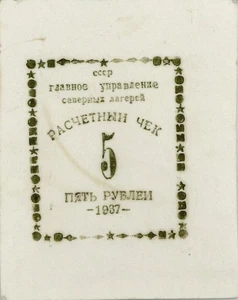 СССР
главное управление
северных лагерей
РАСЧЕТНЫЙ ЧЕК
5
ПЯТЬ РУБЛЕЙ
-1937-